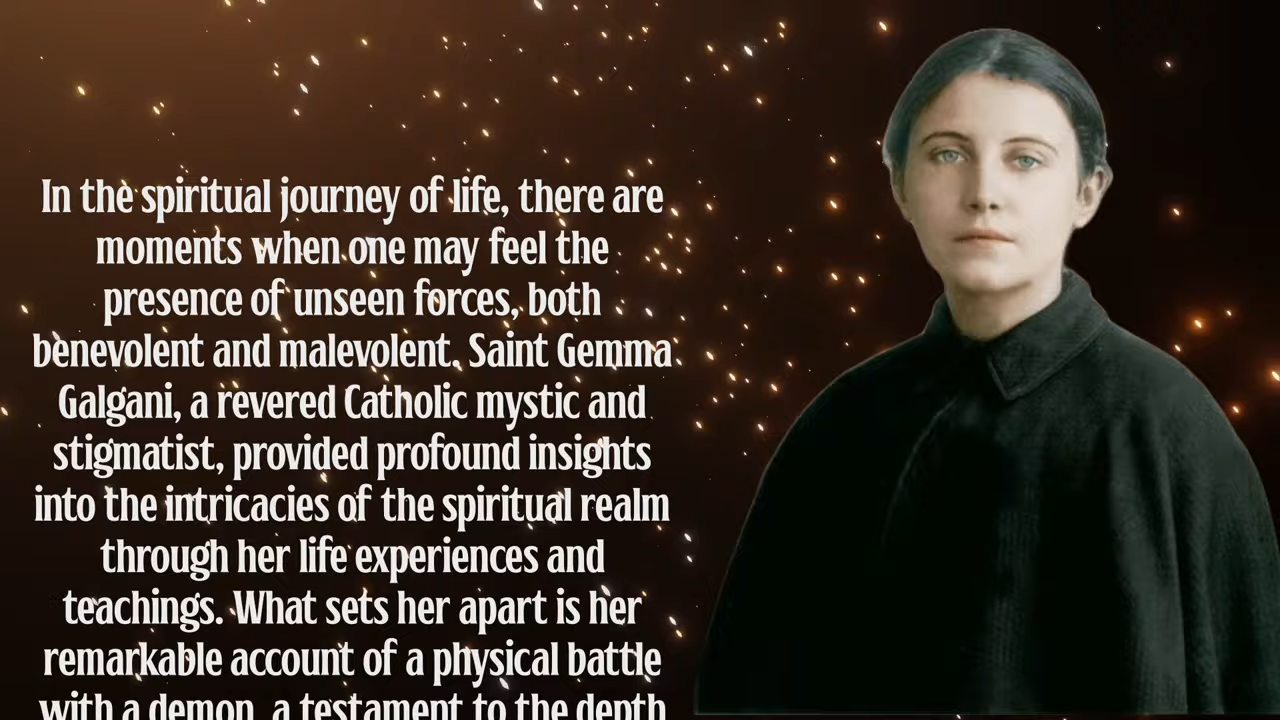 In the spiritual journey of life, there are
moments when one may feel the
presence of unseen forces, both
benevolent and malevolent. Saint Gemma
Galgani, a revered Catholic mystic and
stigmatist, provided profound insights
into the intricacies of the spiritual realm
through her life experiences and
teachings. What sets her apart is her
remarkable account of a physical battle
with a demon, a testament to the depth